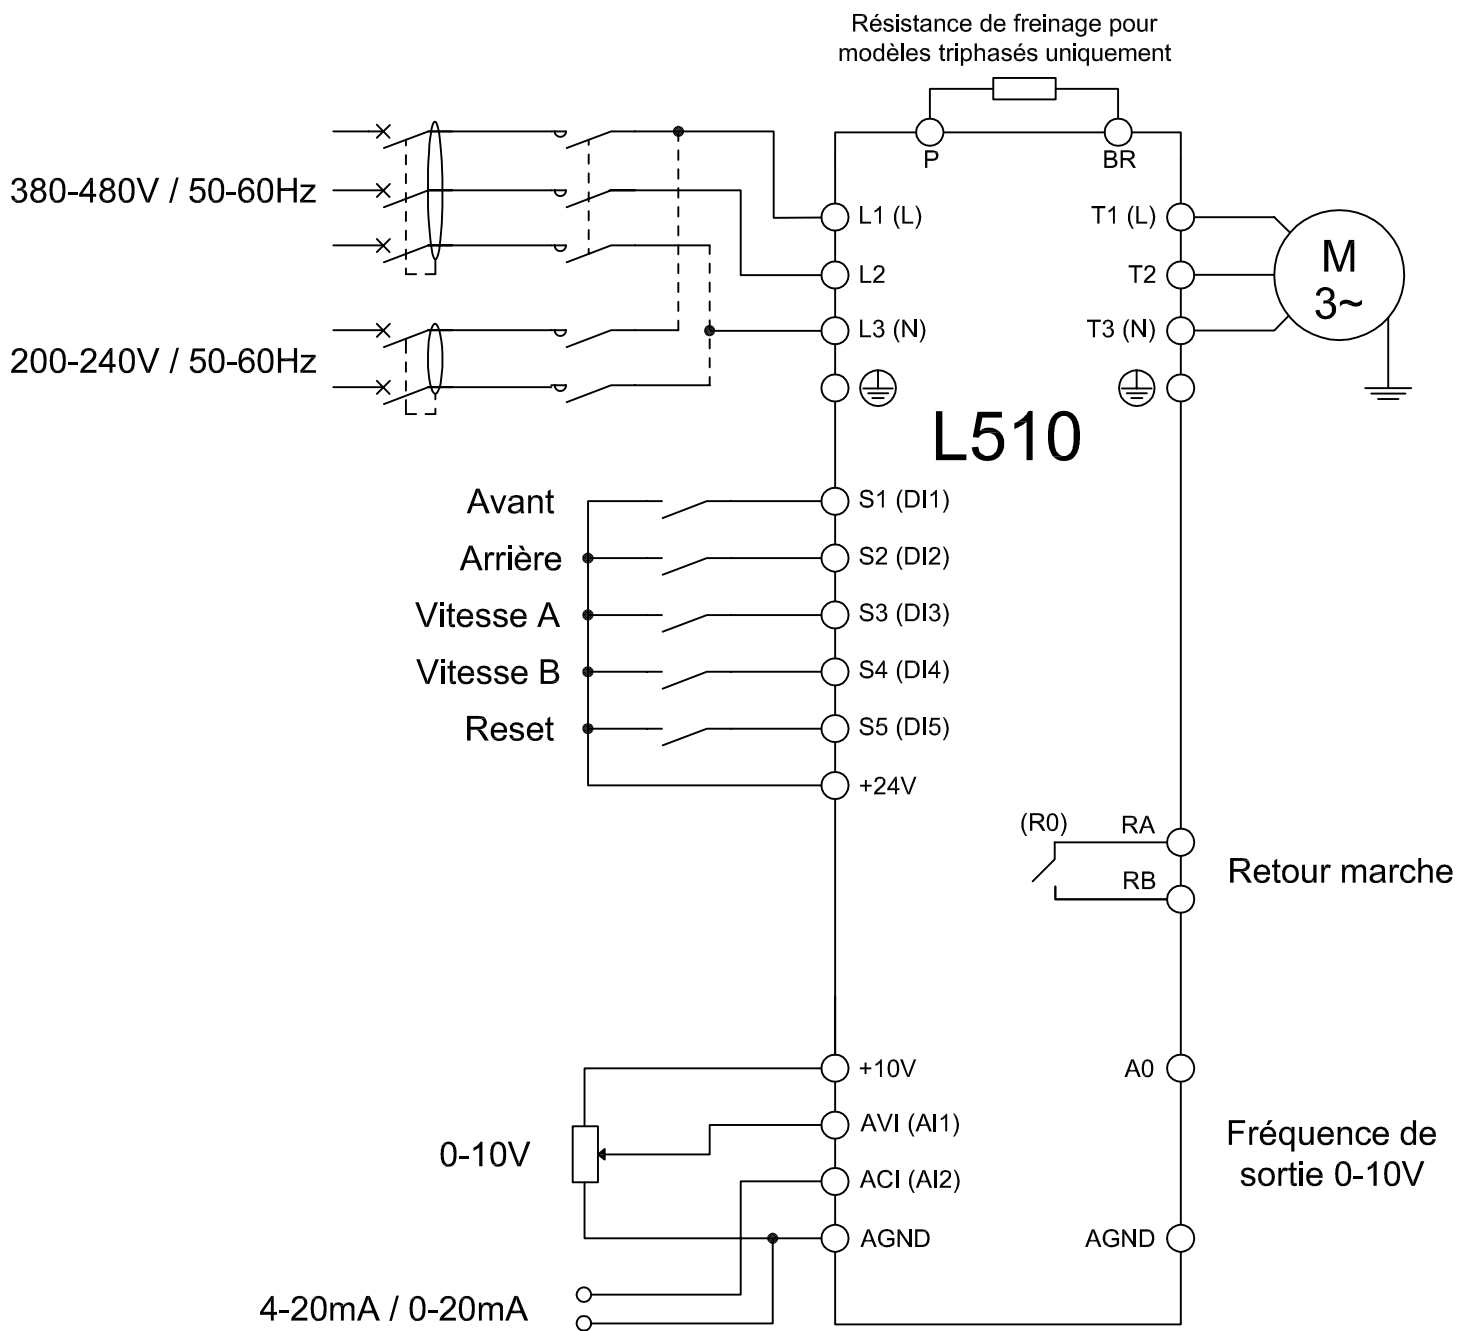 Résistance de freinage pour
modèles triphasés uniquement
P
BR
380-480V / 50-60Hz
L1 (L)
T1 (L)
L2
T2
M
3~
L3 (N)
T3 (N)
200-240V / 50-60Hz
L510
Avant
S1 (DI1)
Arrière
S2 (DI2)
Vitesse A
S3 (DI3)
Vitesse B
S4 (DI4)
Reset
S5 (DI5)
+24V
(R0)
RA
RB
Retour marche
+10V
A0
0-10V
AVI (AI1)
ACI (AI2)
Fréquence de
sortie 0-10V
AGND
AGND
4-20mA / 0-20mA